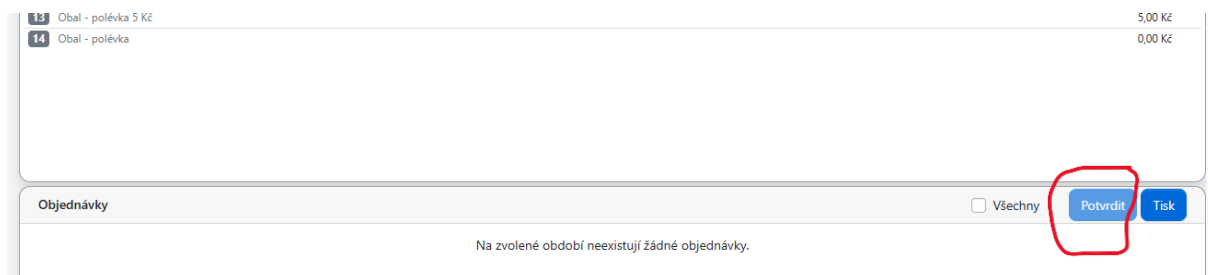 13 Obal - polévka 5 Kč 5,00 Kč
14 Obal - polévka 0,00 Kč
Objednávky Všechny Potvrdit Tisk
Na zvolené období neexistují žádné objednávky.